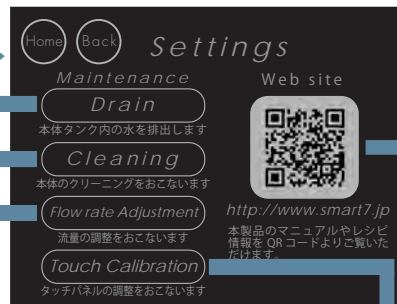 Home Back Settings
Maintenance
Drain
本体タンク内の水を排出します
Cleaning
本体のクリーニングをおこないます
Flow rate Adjustment
流量の調整をおこないます
Touch Calibration
タッチパネルの調整をおこないます
Web site
http://www.smart7.jp
本製品のマニュアルやレシピ
情報を QR コードよりご覧いた
だけます。